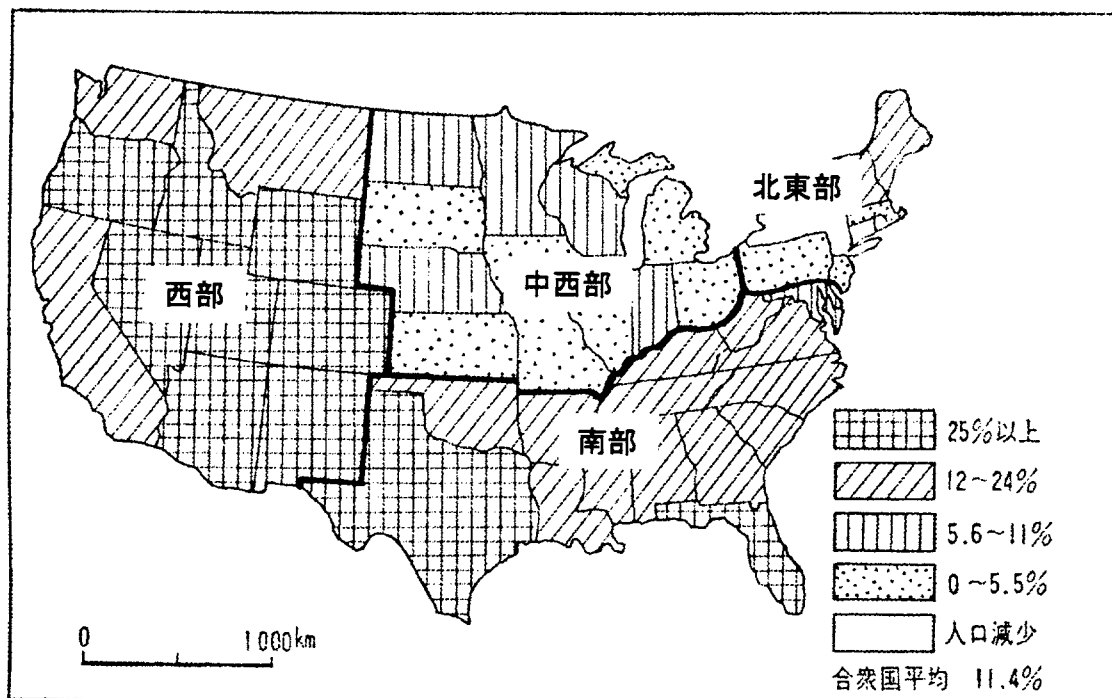 北東部
西部
中西部
南部
25%以上
12～24%
5.6～11%
0～5.5%
人口減少
合衆国平均 11.4%
0 1000km